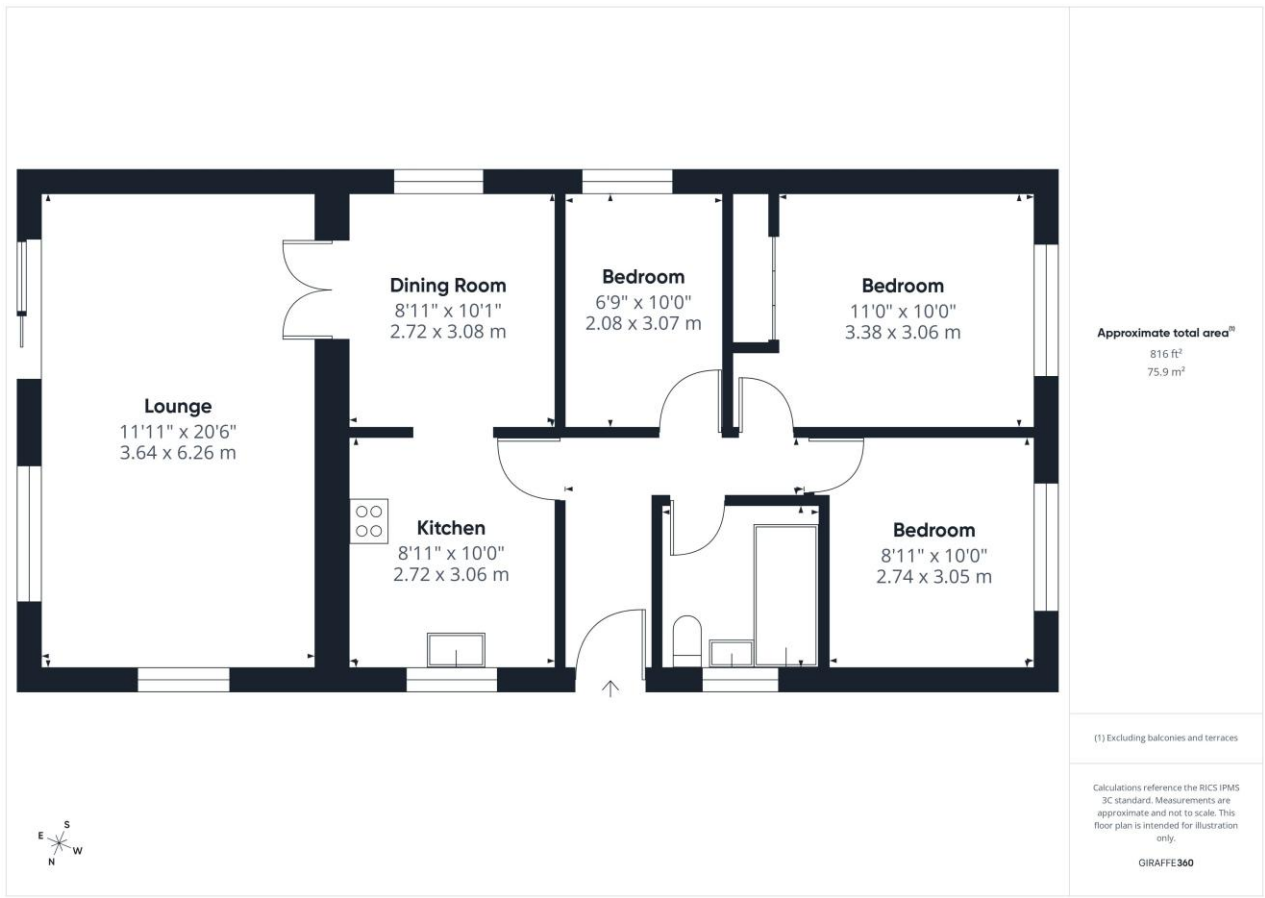 Dining Room
8'11" x 10'1"
2.72 x 3.08 m
Bedroom
6'9" x 10'0"
2.08 x 3.07 m
Bedroom
11'0" x 10'0"
3.38 x 3.06 m
Lounge
11'11" x 20'6"
3.64 x 6.26 m
Kitchen
8'11" x 10'0"
2.72 x 3.06 m
Bedroom
8'11" x 10'0"
2.74 x 3.05 m
Approximate total area⁽¹⁾
816 ft²
75.9 m²
(1) Excluding balconies and terraces
Calculations reference the RICS IPMS
3C standard. Measurements are
approximate and not to scale. This
floor plan is intended for illustration
only.
GIRAFFE360
S
E
W
N